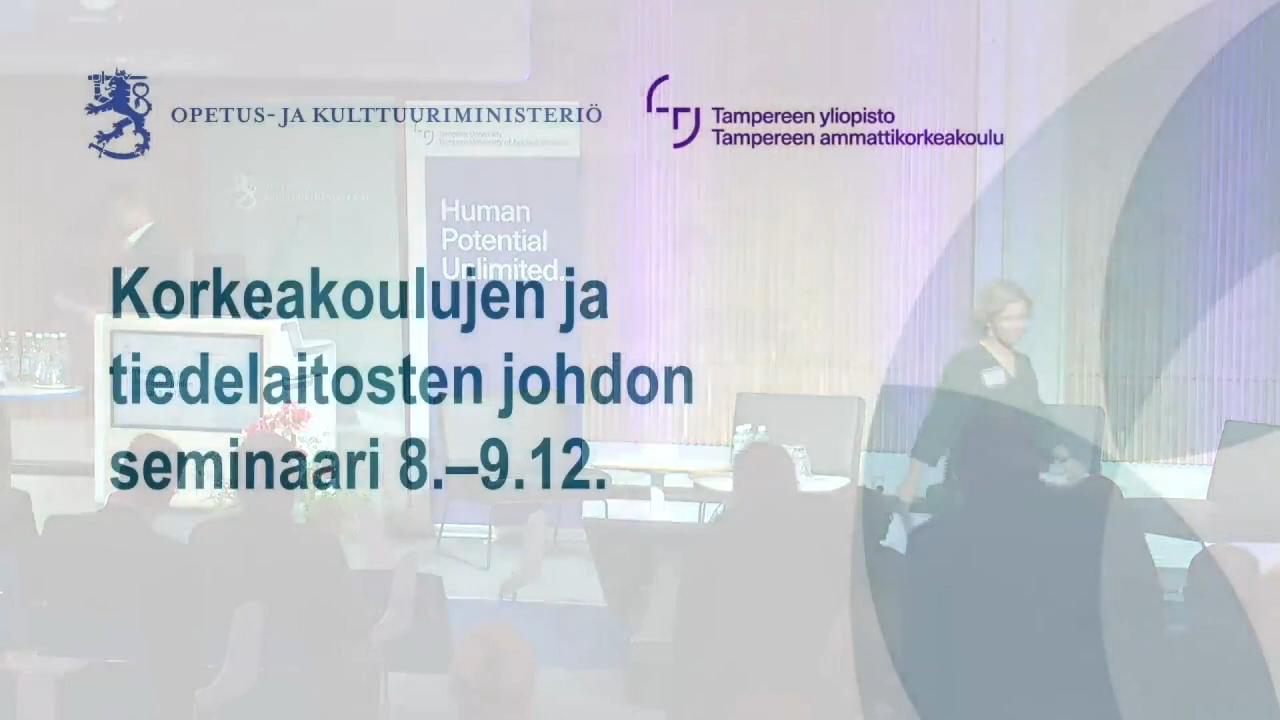 OPETUS- JA KULTTUURIMINISTERIÖ
Tampereen yliopisto
Tampereen ammattikorkeakoulu
Human
Potential
Unlimited.
Korkeakoulujen ja
tiedelaitosten johdon
seminaari 8.–9.12.